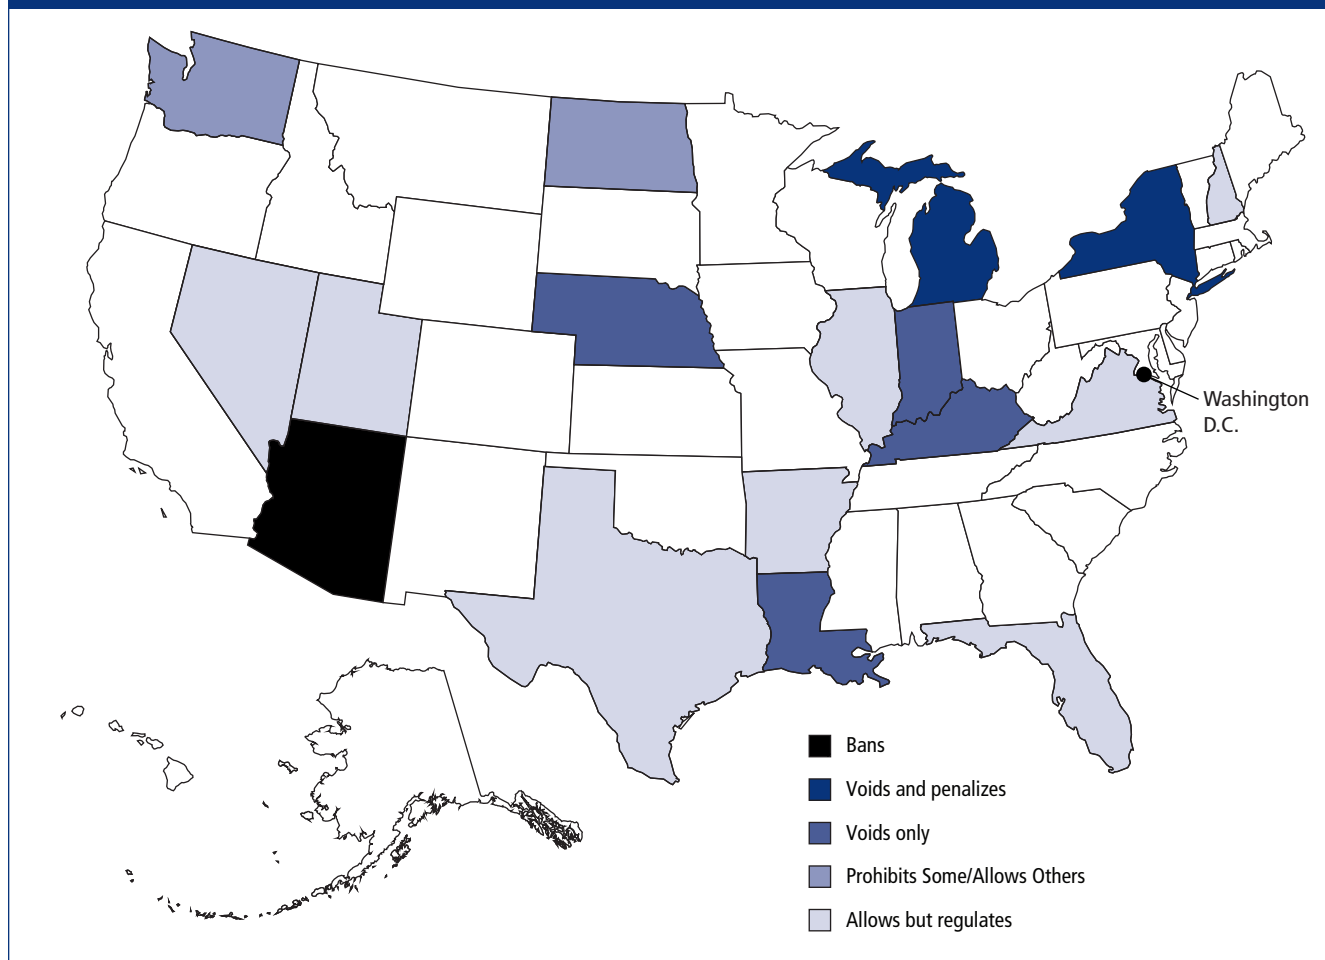 Washington
D.C.
Bans
Voids and penalizes
Voids only
Prohibits Some/Allows Others
Allows but regulates